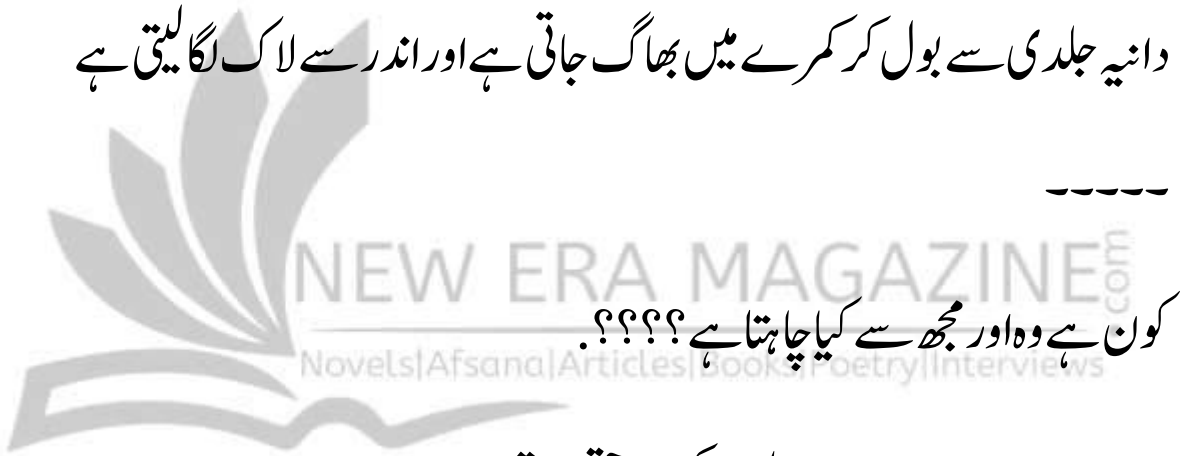 دانیہ جلدی سے بول کر کمرے میں بھاگ جاتی ہے اور اندر سے لاک لگا لیتی ہے
-----
NEW ERA MAGAZINE.com
کون ہے وہ اور مجھ سے کیا چاہتا ہے ؟؟؟؟.
Novels|Afsana|Articles|Books|Poetry|Interviews